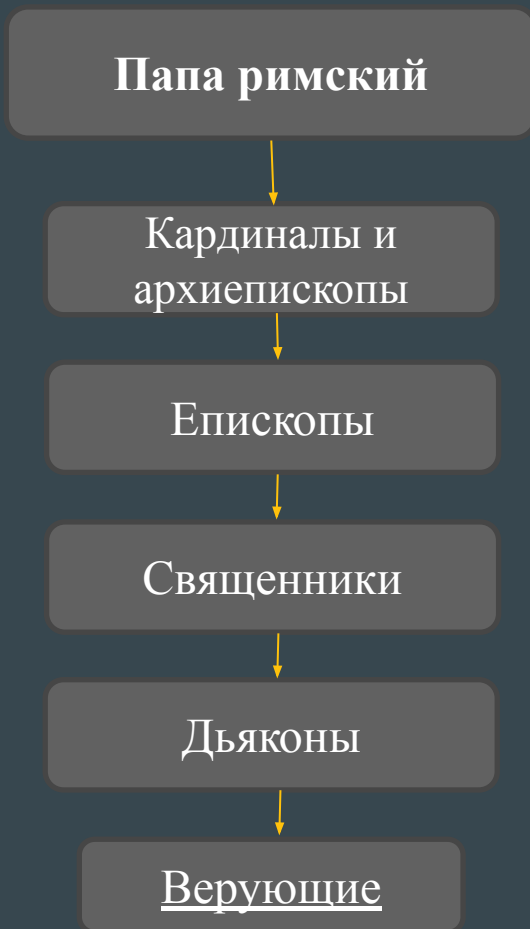 Папа римский
Кардиналы и
архиепископы
Епископы
Священники
Дьяконы
Верующие